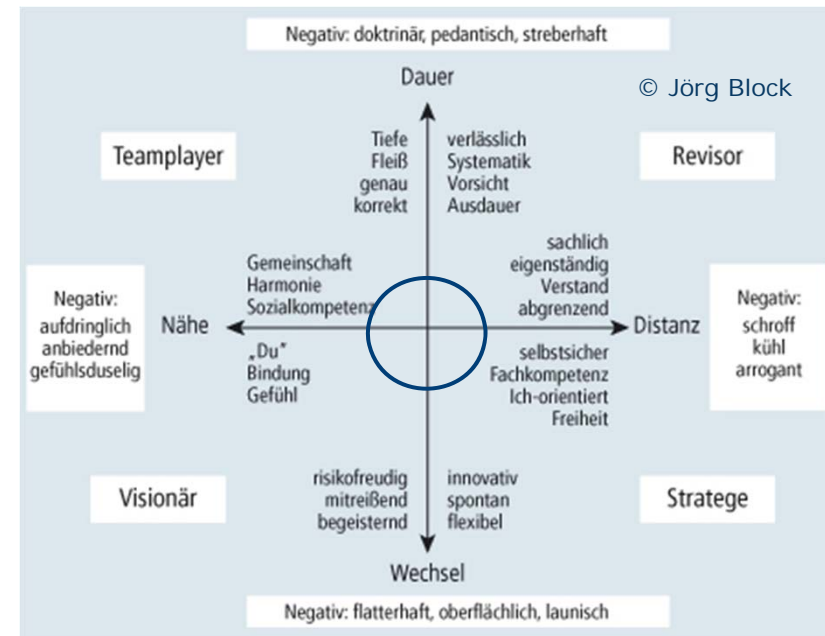 Negativ: doktrinär, pedantisch, streberhaft
Dauer
© Jörg Block
Teamplayer
Tiefe
Fleiß
genau
korrekt
verlässlich
Systematik
Vorsicht
Ausdauer
Revisor
Negativ:
aufdringlich
anbiedernd
gefühlsduselig
Nähe
Gemeinschaft
Harmonie
Sozialkompetenz
„Du"
Bindung
Gefühl
sachlich
eigenständig
Verstand
abgrenzend
selbstsicher
Fachkompetenz
Ich-orientiert
Freiheit
Distanz
Negativ:
schroff
kühl
arrogant
Visionär
risikofreudig
mitreißend
begeisternd
innovativ
spontan
flexibel
Stratege
Wechsel
Negativ: flatterhaft, oberflächlich, launisch